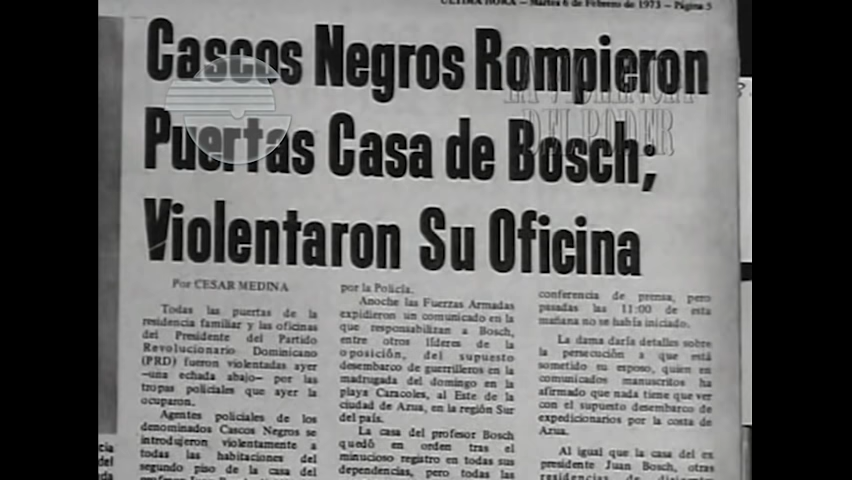 ULTIMA HORA — Martes 6 de Febrero de 1973 — Página 5
Cascos Negros Rompieron
Puertas Casa de Bosch;
Violentaron Su Oficina
LA VIOLENCIA
DEL PODER
Por CESAR MEDINA
Todas las puertas de la
residencia familiar y las oficinas
del Presidente del Partido
Revolucionario Dominicano
(PRD) fueron violentadas ayer
—una echada abajo— por las
tropas policiales que ayer la
ocuparon.
Agentes policiales de los
denominados Cascos Negros se
introdujeron violentamente a
todas las habitaciones del
segundo piso de la casa del
por la Policía.
Anoche las Fuerzas Armadas
expidieron un comunicado en la
que responsabilizan a Bosch,
entre otros líderes de la
oposición, del supuesto
desembarco de guerrilleros en la
madrugada del domingo en la
playa Caracoles, al Este de la
ciudad de Azua, en la región Sur
del país.
La casa del profesor Bosch
quedó en orden tras el
minucioso registro en todas sus
dependencias, pero todas las
conferencia de prensa, pero
pasadas las 11:00 de esta
mañana no se había iniciado.
La dama daría detalles sobre
la persecución a que está
sometido su esposo, quien en
comunicados manuscritos ha
afirmado que nada tiene que ver
con el supuesto desembarco de
expedicionarios por la costa de
Azua.
Al igual que la casa del ex
presidente Juan Bosch, otras
residencias de
cia
del